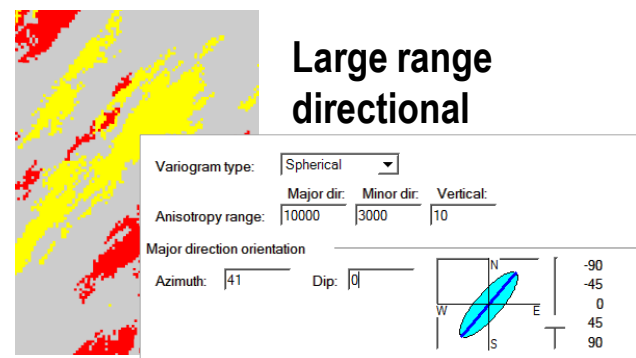 Large range
directional
Variogram type: Spherical
Major dir: Minor dir: Vertical:
Anisotropy range: 10000 3000 10
Major direction orientation
Azimuth: 41 Dip: 0
N
W E
S
-90
-45
0
45
90